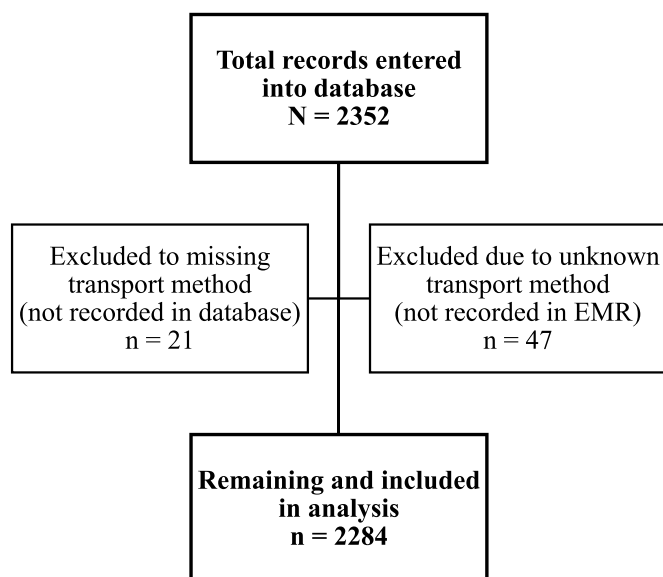 Total records entered
into database
N = 2352
Excluded to missing
transport method
(not recorded in database)
n = 21
Excluded due to unknown
transport method
(not recorded in EMR)
n = 47
Remaining and included
in analysis
n = 2284